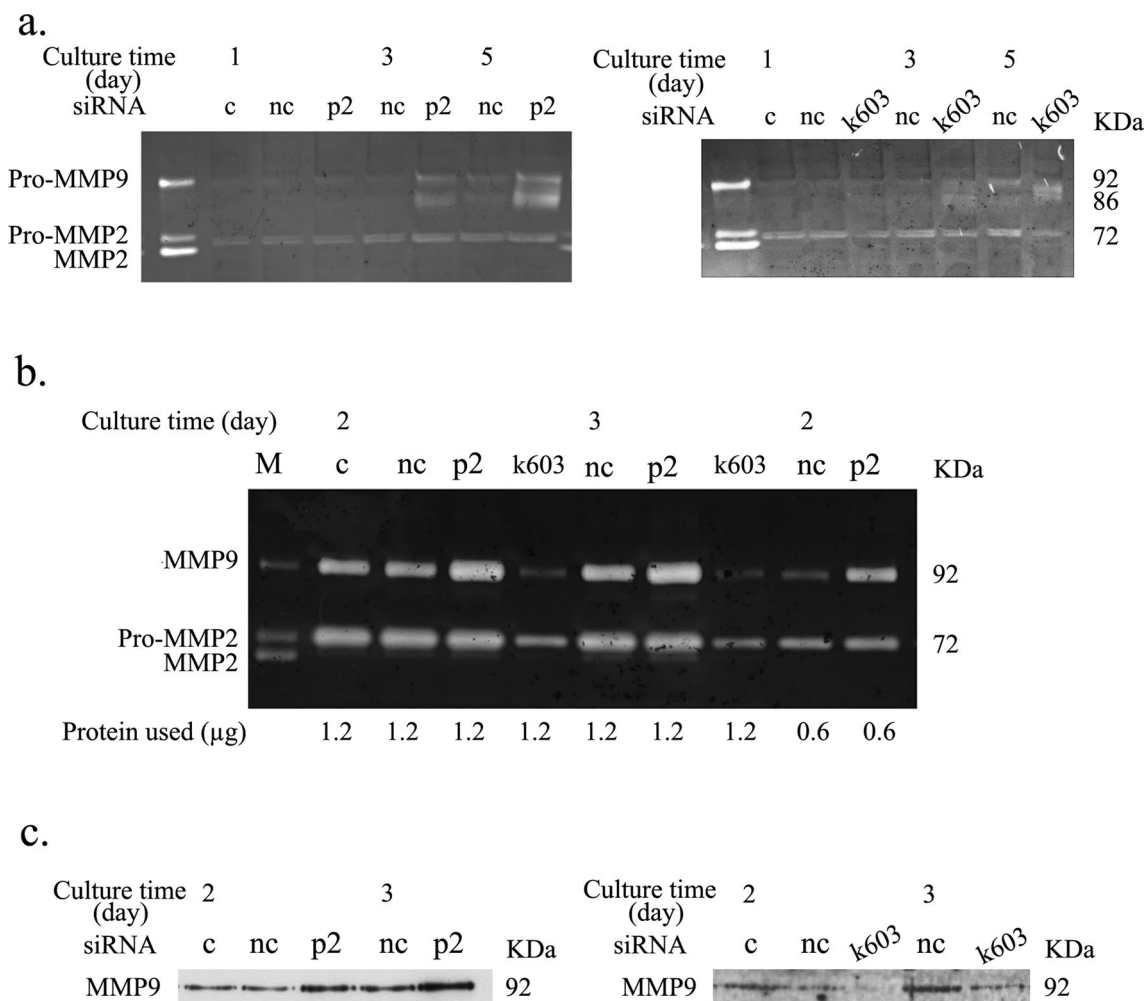 a.
Culture time (day) 1 3 5
siRNA c nc p2 nc p2 nc p2
Pro-MMP9
Pro-MMP2
MMP2
Culture time (day) 1 3 5
siRNA c nc k603 nc k603 nc k603 KDa
92
86
72
b.
Culture time (day) 2 3 2
M c nc p2 k603 nc p2 k603 nc p2 KDa
MMP9 92
Pro-MMP2 72
MMP2
Protein used (µg) 1.2 1.2 1.2 1.2 1.2 1.2 1.2 0.6 0.6
c.
Culture time (day) 2 3
siRNA c nc p2 nc p2 KDa
MMP9 92
Culture time (day) 2 3
siRNA c nc k603 nc k603 KDa
MMP9 92